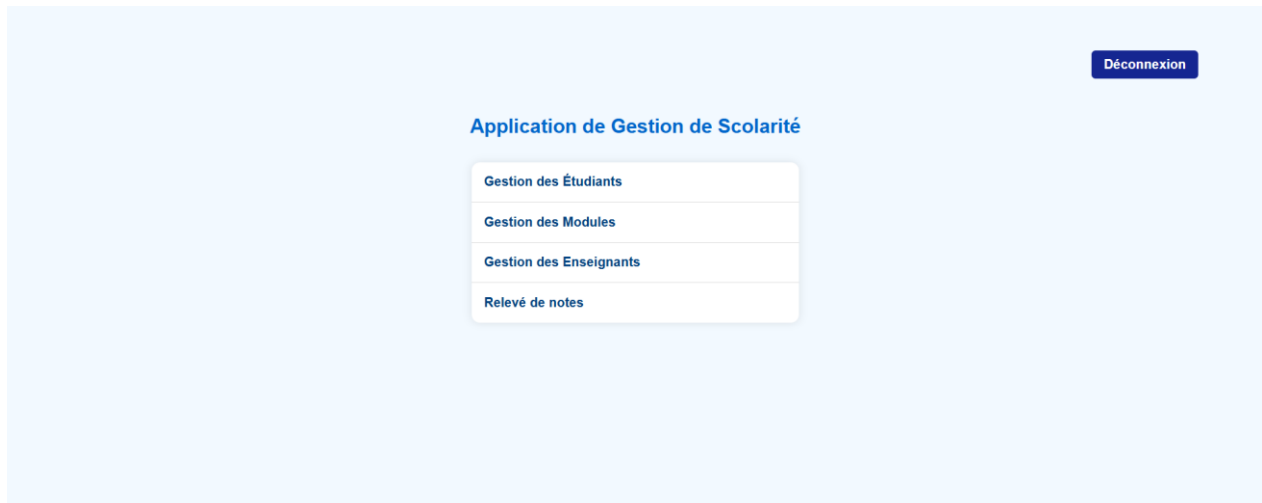 Déconnexion
Application de Gestion de Scolarité
Gestion des Étudiants
Gestion des Modules
Gestion des Enseignants
Relevé de notes